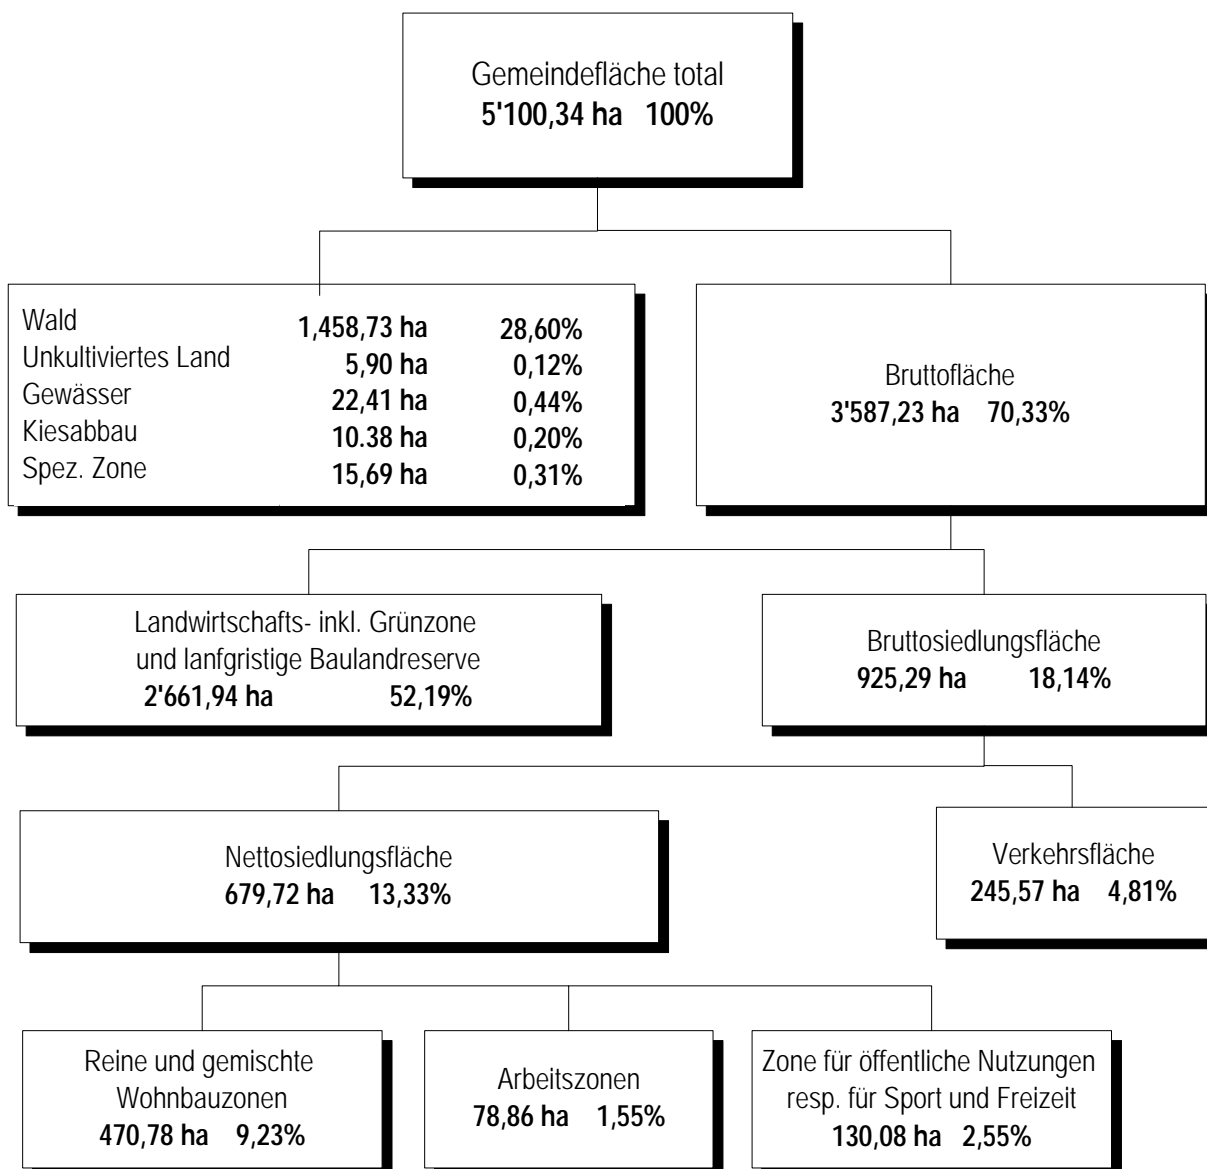 Gemeindefläche total
5'100,34 ha 100%
Wald 1,458,73 ha 28,60%
Unkultiviertes Land 5,90 ha 0,12%
Gewässer 22,41 ha 0,44%
Kiesabbau 10.38 ha 0,20%
Spez. Zone 15,69 ha 0,31%
Bruttofläche
3'587,23 ha 70,33%
Landwirtschafts- inkl. Grünzone
und lanfgristige Baulandreserve
2'661,94 ha 52,19%
Bruttosiedlungsfläche
925,29 ha 18,14%
Nettosiedlungsfläche
679,72 ha 13,33%
Verkehrsfläche
245,57 ha 4,81%
Reine und gemischte
Wohnbauzonen
470,78 ha 9,23%
Arbeitszonen
78,86 ha 1,55%
Zone für öffentliche Nutzungen
resp. für Sport und Freizeit
130,08 ha 2,55%